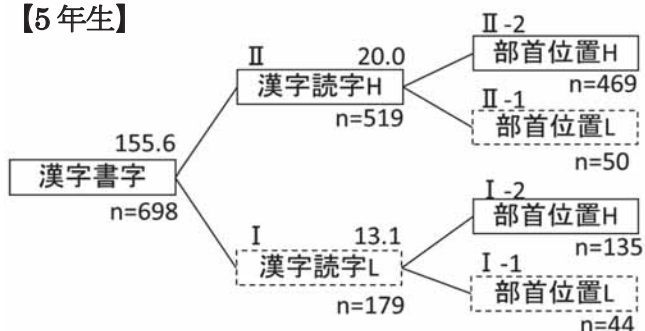 【5年生】
Ⅱ 20.0
漢字読字H
n=519
Ⅱ-2
部首位置H
n=469
Ⅱ-1
部首位置L
n=50
155.6
漢字書字
n=698
Ⅰ 13.1
漢字読字L
n=179
Ⅰ-2
部首位置H
n=135
Ⅰ-1
部首位置L
n=44